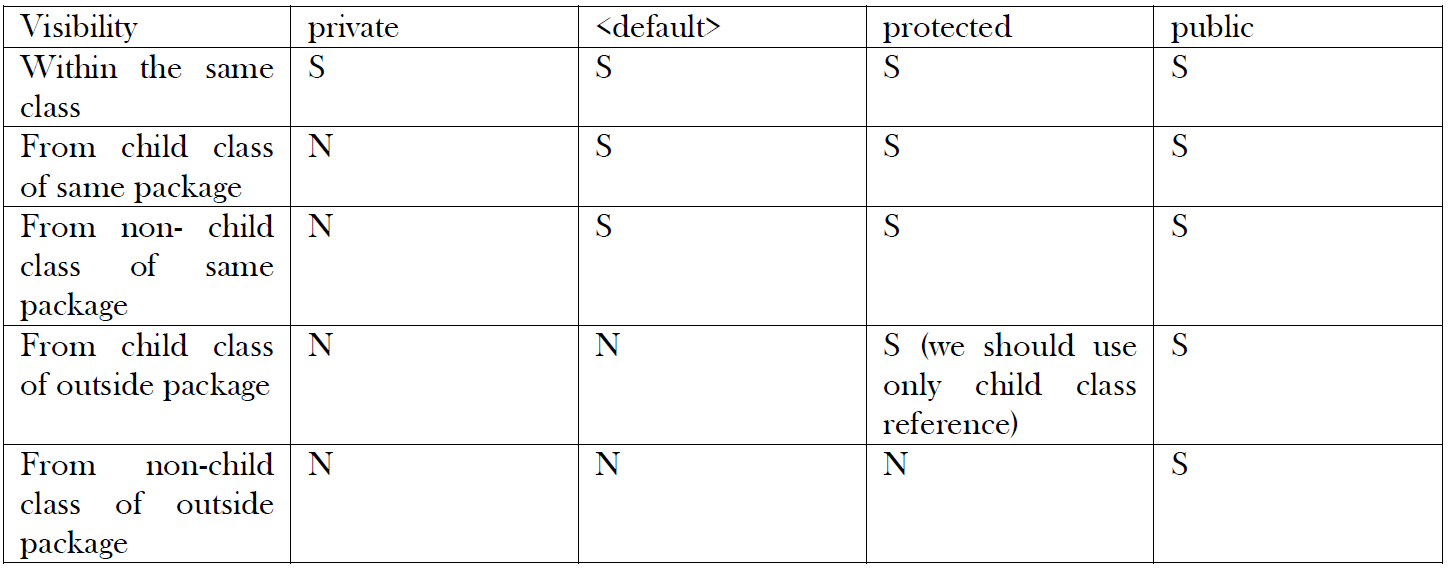 Visibility private <default> protected public
Within the same S S S S
class
From child class N S S S
of same package
From non- child N S S S
class of same
package
From child class N N S (we should use S
of outside package only child class
reference)
From non-child N N N S
class of outside
package